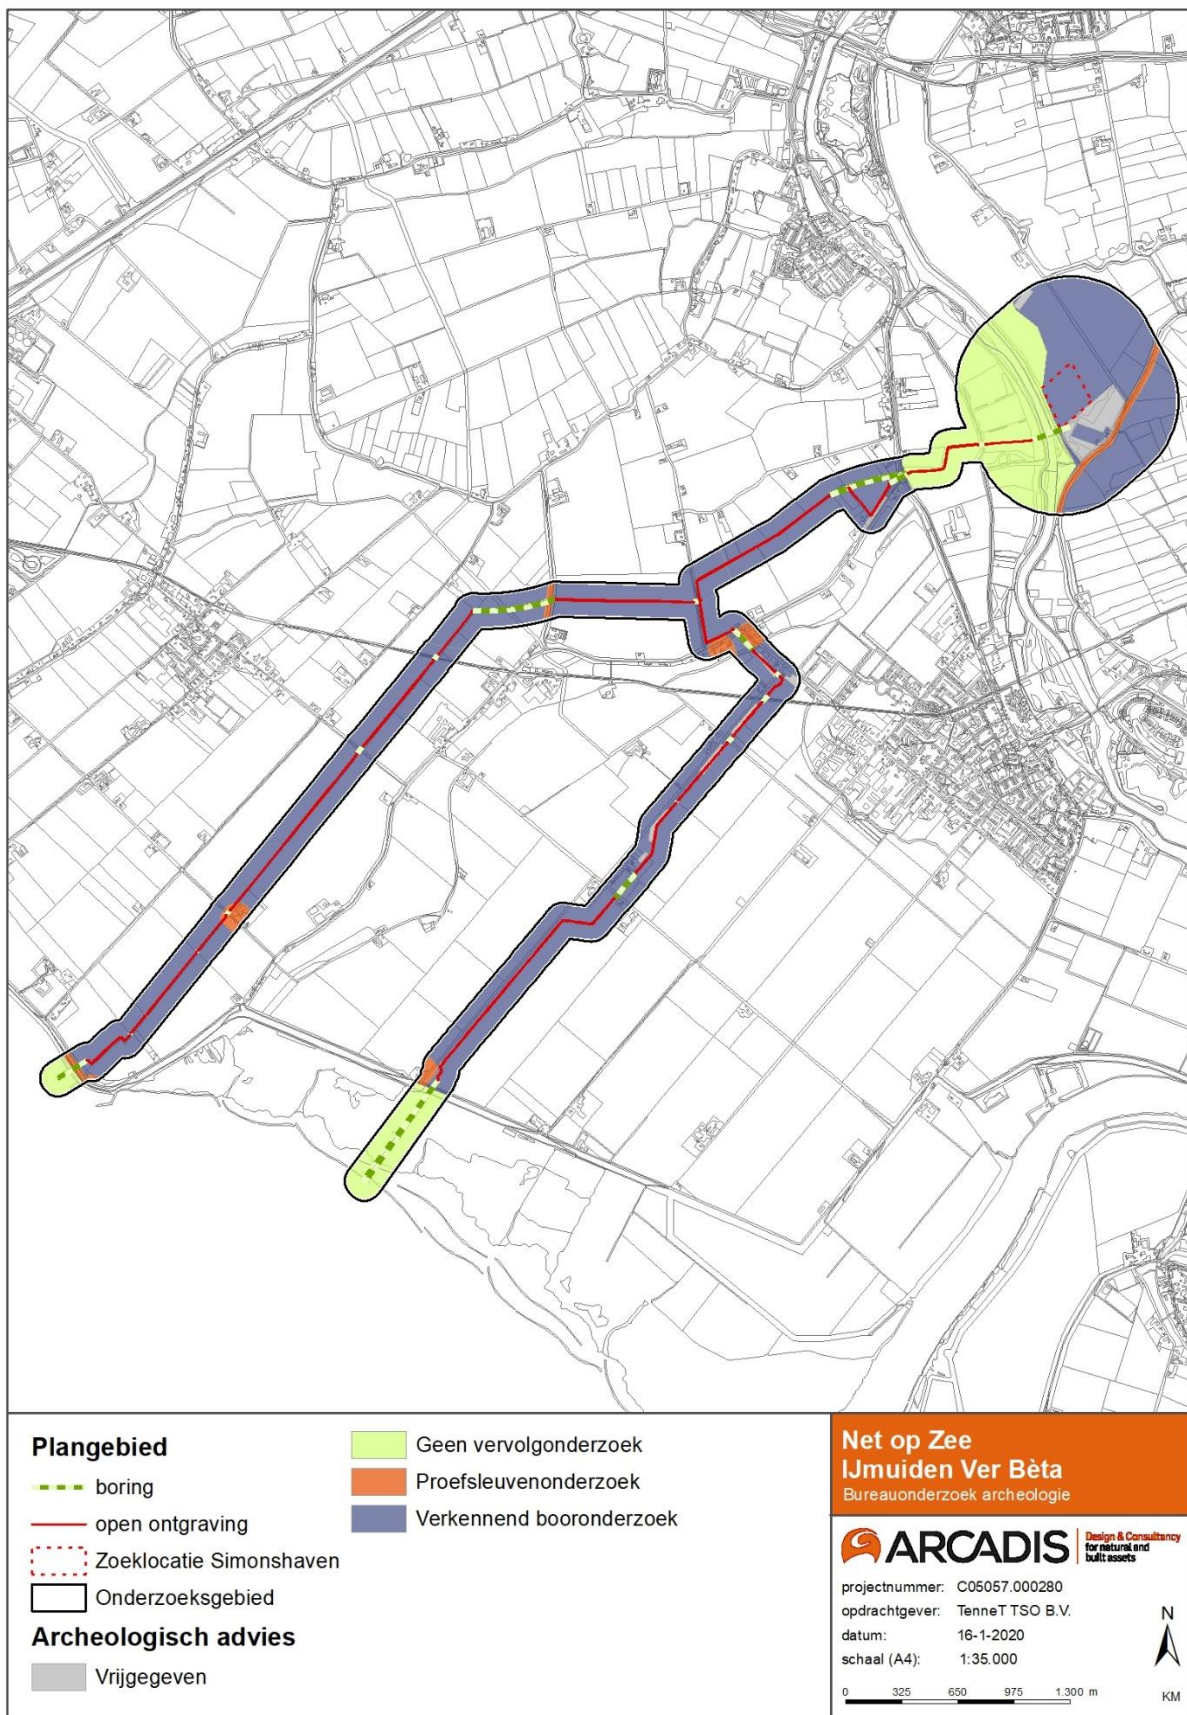 Plangebied
boring
open ontgraving
Zoeklocatie Simonshaven
Onderzoeksgebied
Archeologisch advies
Vrijgegeven
Geen vervolgonderzoek
Proefsleuvenonderzoek
Verkennend booronderzoek
Net op Zee
IJmuiden Ver Bèta
Bureauonderzoek archeologie
ARCADIS
Design & Consultancy
for natural and
built assets
projectnummer: C05057.000280
opdrachtgever: TenneT TSO B.V.
datum: 16-1-2020
schaal (A4): 1:35.000
N
0 325 650 975 1.300 m
KM